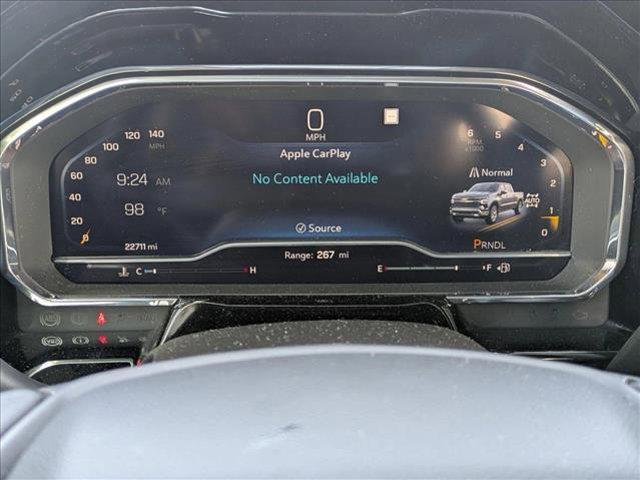 0
MPH
Apple CarPlay
No Content Available
Source
Range: 267 mi
140
120
MPH
100
80
60
40
20
0
9:24 AM
98 °F
22711 mi
C H
6
5
4
3
2
1
0
RPM
x1000
Normal
AUTO
PRNDL
E F